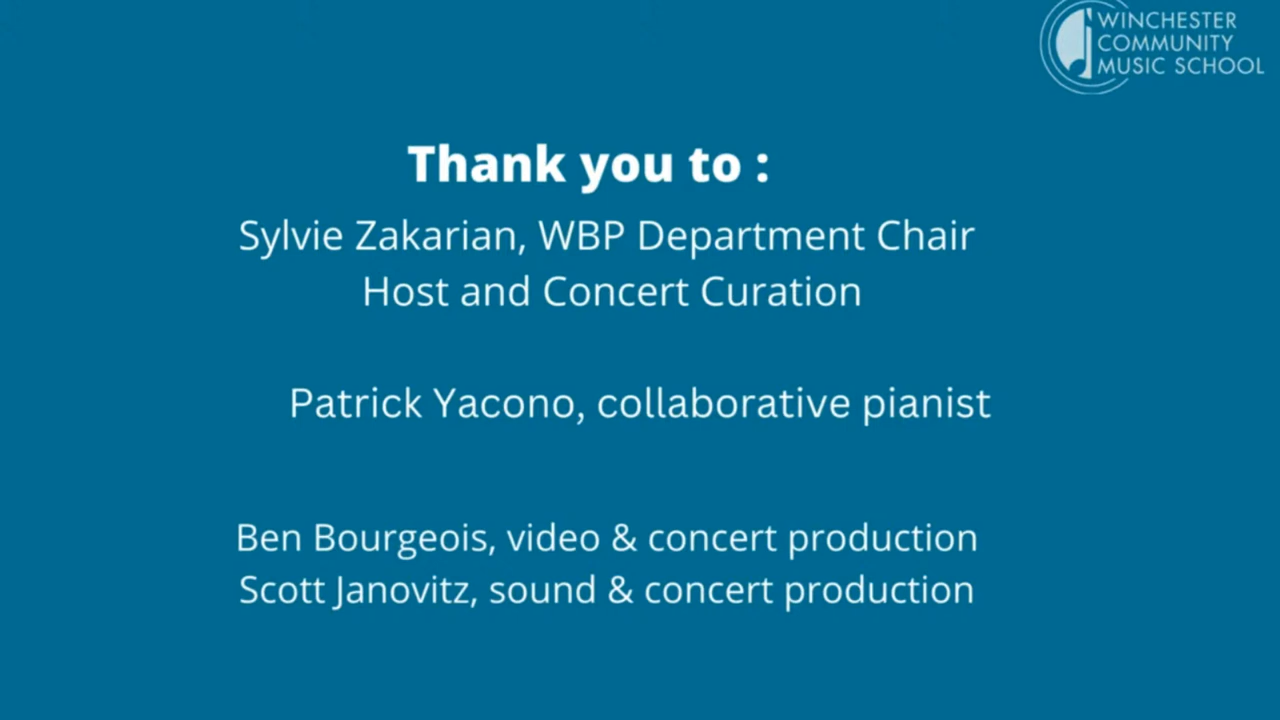 WINCHESTER
COMMUNITY
MUSIC SCHOOL
Thank you to :
Sylvie Zakarian, WBP Department Chair
Host and Concert Curation
Patrick Yacono, collaborative pianist
Ben Bourgeois, video & concert production
Scott Janovitz, sound & concert production